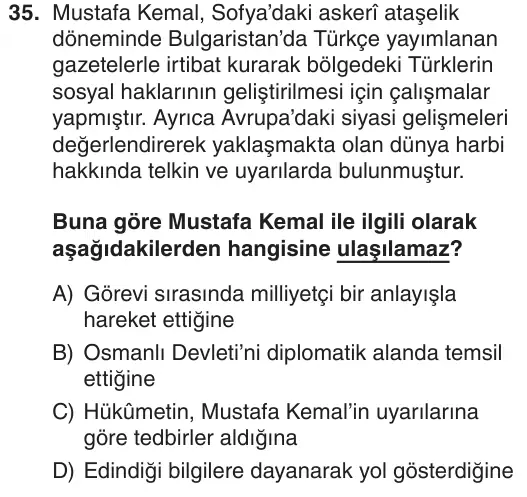 35. Mustafa Kemal, Sofya'daki askerî ataşelik
döneminde Bulgaristan'da Türkçe yayımlanan
gazetelerle irtibat kurarak bölgedeki Türklerin
sosyal haklarının geliştirilmesi için çalışmalar
yapmıştır. Ayrıca Avrupa'daki siyasi gelişmeleri
değerlendirerek yaklaşmakta olan dünya harbi
hakkında telkin ve uyarılarda bulunmuştur.
Buna göre Mustafa Kemal ile ilgili olarak
aşağıdakilerden hangisine ulaşılamaz?
A) Görevi sırasında milliyetçi bir anlayışla
hareket ettiğine
B) Osmanlı Devleti'ni diplomatik alanda temsil
ettiğine
C) Hükûmetin, Mustafa Kemal'in uyarılarına
göre tedbirler aldığına
D) Edindiği bilgilere dayanarak yol gösterdiğine